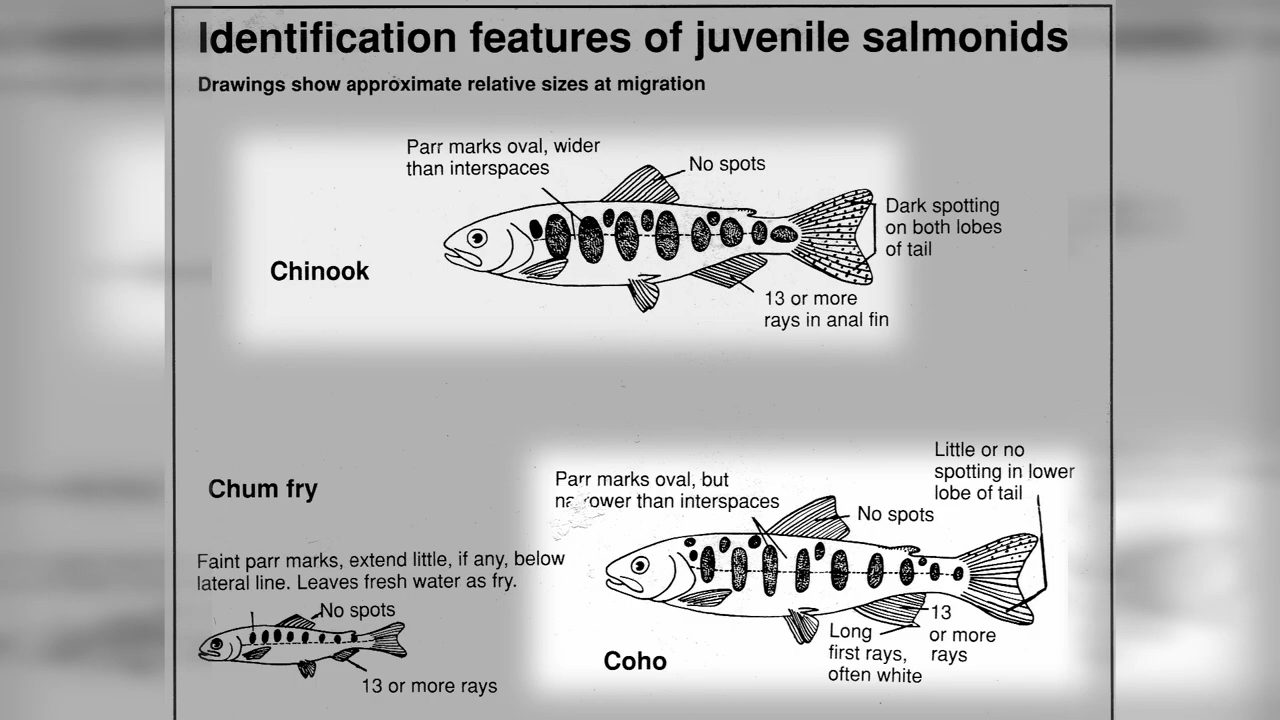 Identification features of juvenile salmonids
Drawings show approximate relative sizes at migration
Parr marks oval, wider
than interspaces
No spots
Dark spotting
on both lobes
of tail
Chinook
13 or more
rays in anal fin
Chum fry
Faint parr marks, extend little, if any, below
lateral line. Leaves fresh water as fry.
No spots
13 or more rays
Parr marks oval, but
narrower than interspaces
Little or no
spotting in lower
lobe of tail
No spots
13
or more
rays
Long
first rays,
often white
Coho